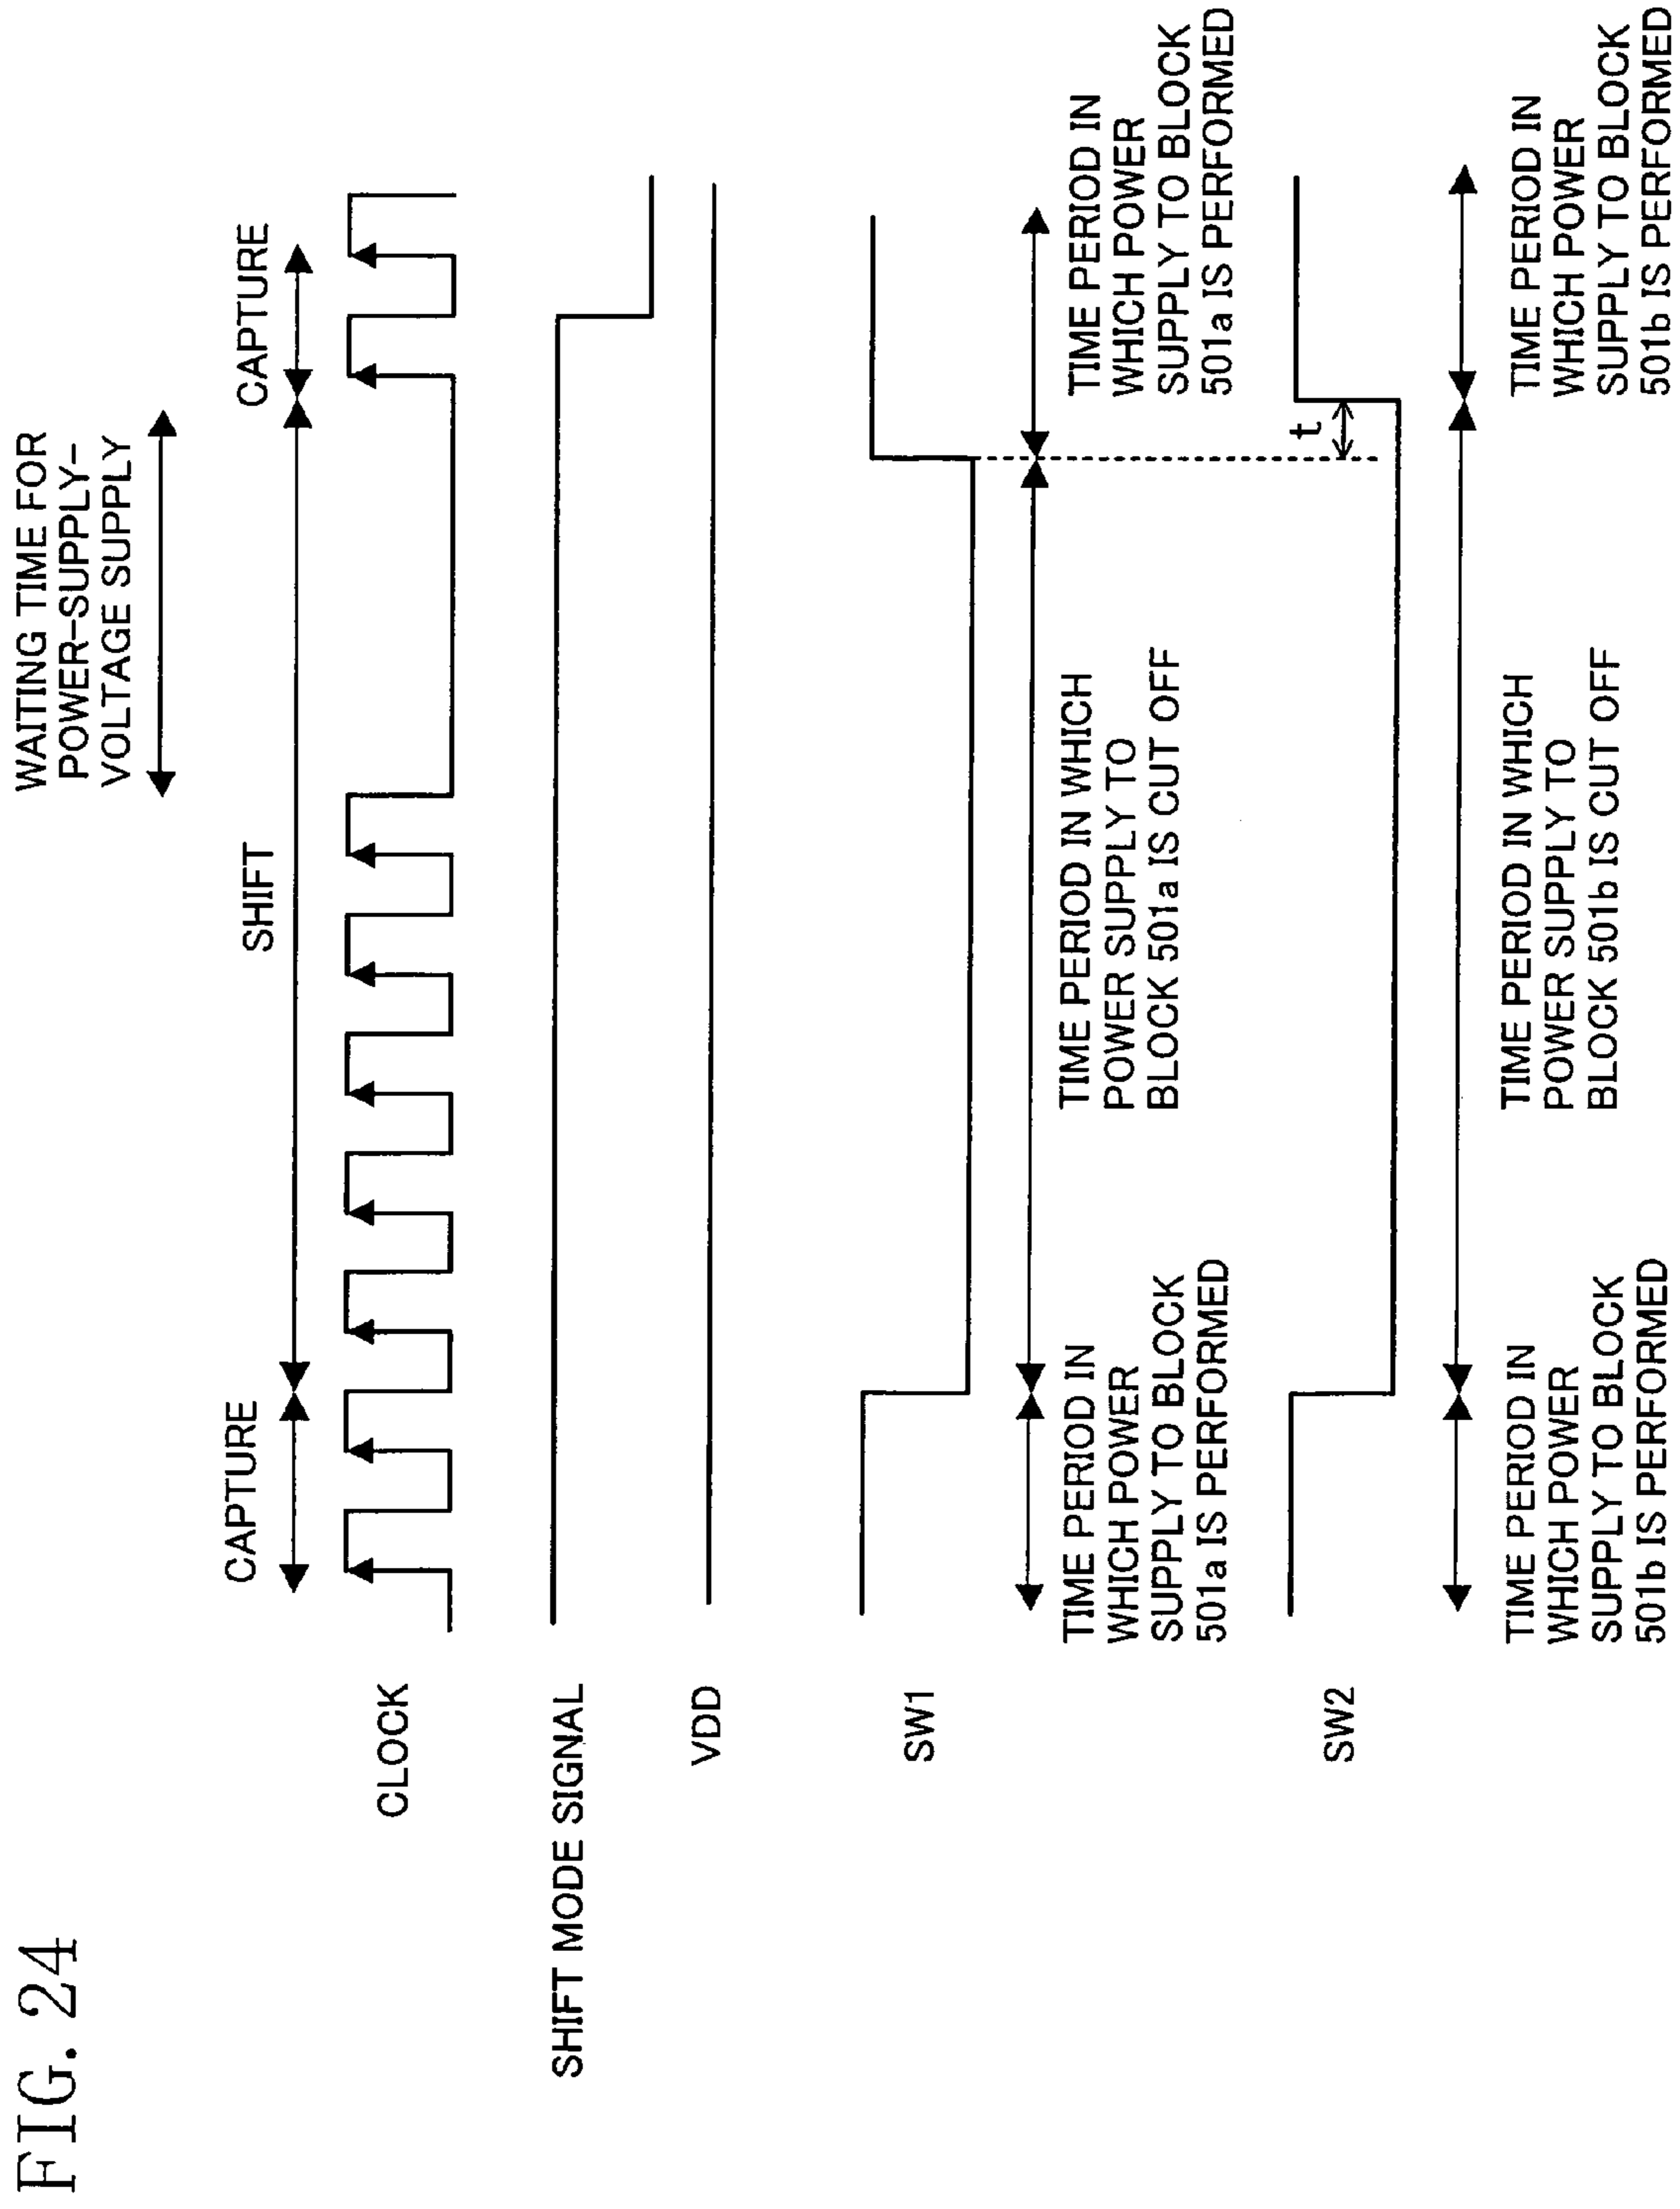 FIG. 24
WAITING TIME FOR
POWER-SUPPLY-
VOLTAGE SUPPLY
CAPTURE
SHIFT
CAPTURE
CLOCK
SHIFT MODE SIGNAL
VDD
SW1
TIME PERIOD IN
WHICH POWER
SUPPLY TO BLOCK
501a IS PERFORMED
TIME PERIOD IN WHICH
POWER SUPPLY TO
BLOCK 501a IS CUT OFF
TIME PERIOD IN
WHICH POWER
SUPPLY TO BLOCK
501a IS PERFORMED
t
SW2
TIME PERIOD IN
WHICH POWER
SUPPLY TO BLOCK
501b IS PERFORMED
TIME PERIOD IN WHICH
POWER SUPPLY TO
BLOCK 501b IS CUT OFF
TIME PERIOD IN
WHICH POWER
SUPPLY TO BLOCK
501b IS PERFORMED